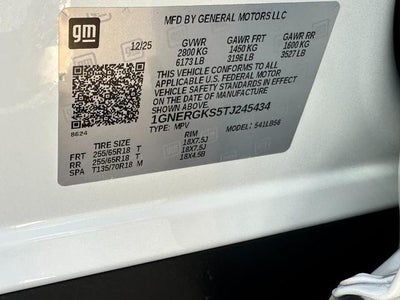 gm
MFD BY GENERAL MOTORS LLC
12/25 GVWR GAWR FRT GAWR RR
2800 KG 1450 KG 1600 KG
6173 LB 3196 LB 3527 LB
THIS VEHICLE CONFORMS TO ALL
APPLICABLE U.S. FEDERAL MOTOR
VEHICLE SAFETY STANDARDS IN EFFECT
ON THE DATE OF MANUFACTURE
SHOWN ABOVE.
1GNERGKS5TJ245434
TYPE: MPV
MODEL: 541LB56
8624
TIRE SIZE RIM
FRT 255/65R18 T 18X7.5J
RR 255/65R18 T 18X7.5J
SPA T135/70R18 M 18X4.5B